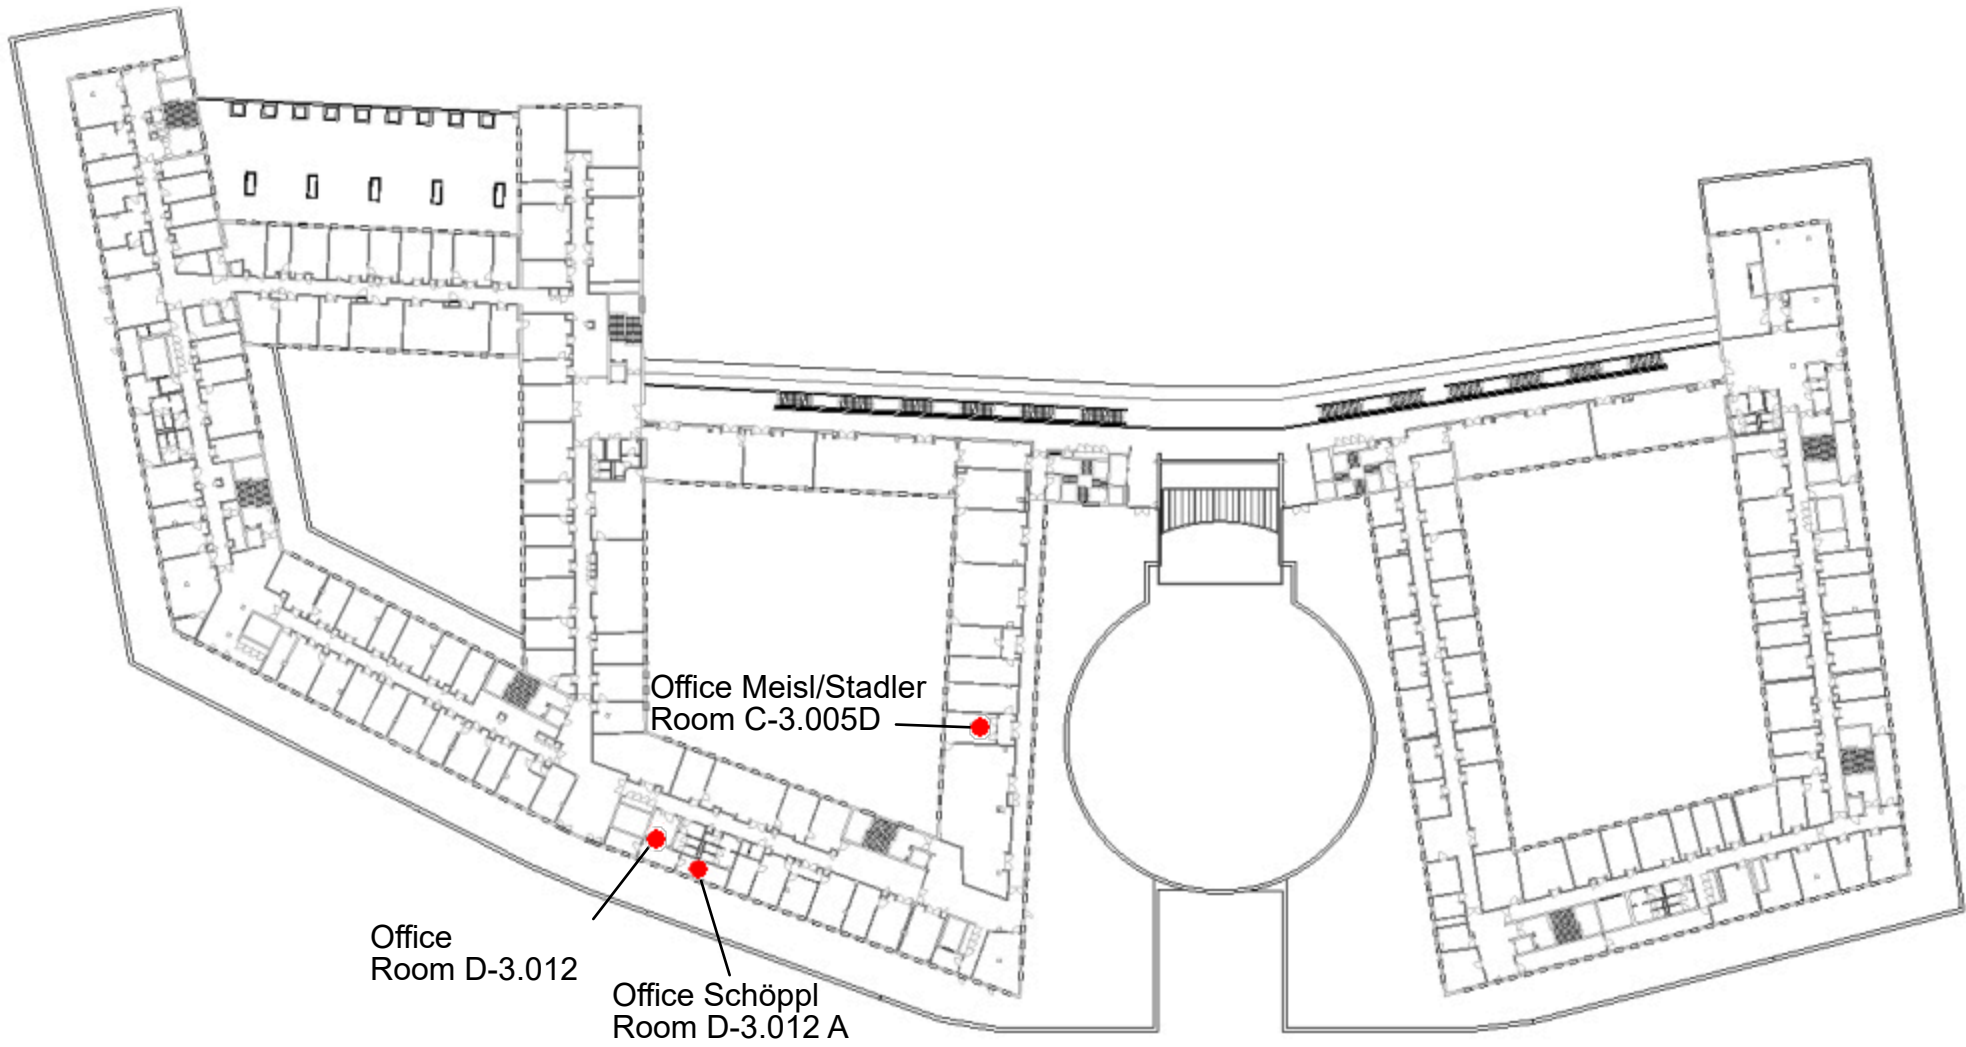 Office Meisl/Stadler
Room C-3.005D
Office
Room D-3.012
Office Schöppl
Room D-3.012 A